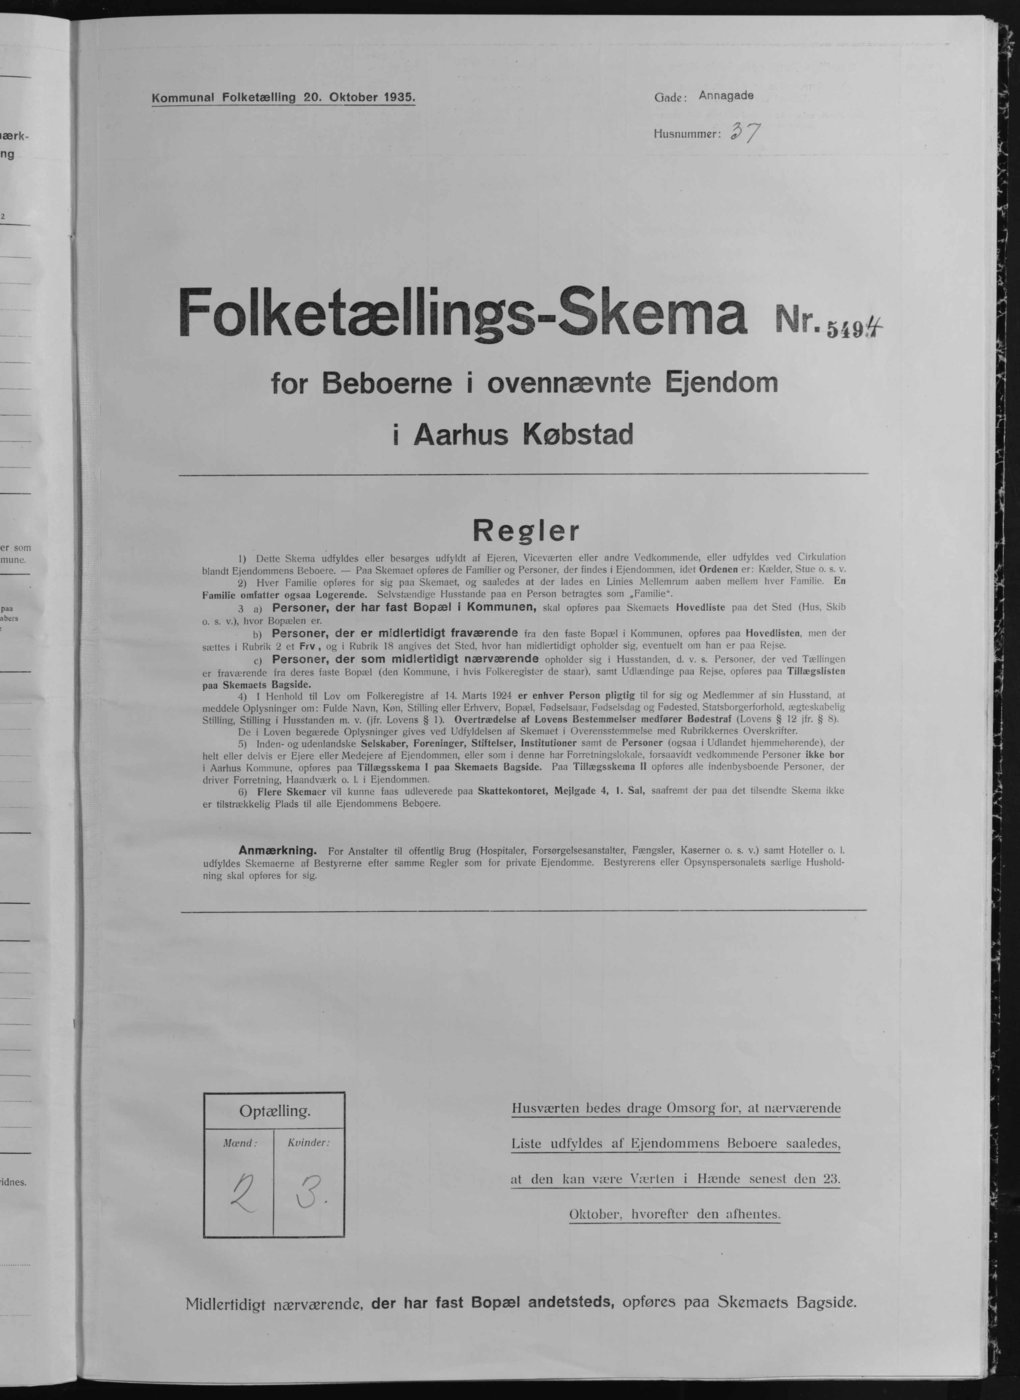 Kommunal Folketælling 20. Oktober 1935.
Gade: Annagade
Husnummer: 37
Folketællings-Skema Nr. 5494
for Beboerne i ovennævnte Ejendom
i Aarhus Købstad
Regler
1) Dette Skema udfyldes eller besørges udfyldt af Ejeren, Viceværten eller andre Vedkommende, eller udfyldes ved Cirkulation
blandt Ejendommens Beboere. — Paa Skemaet opføres de Familier og Personer, der findes i Ejendommen, idet Ordenen er: Kælder, Stue o. s. v.
2) Hver Familie opføres for sig paa Skemaet, og saaledes at der lades en Linies Mellemrum aaben mellem hver Familie. En
Familie omfatter ogsaa Logerende. Selvstændige Husstande paa en Person betragtes som „Familie".
3 a) Personer, der har fast Bopæl i Kommunen, skal opføres paa Skemaets Hovedliste paa det Sted (Hus, Skib
o. s. v.), hvor Bopælen er.
b) Personer, der er midlertidigt fraværende fra den faste Bopæl i Kommunen, opføres paa Hovedlisten, men der
sættes i Rubrik 2 et Frv., og i Rubrik 18 angives det Sted, hvor han midlertidigt opholder sig, eventuelt om han er paa Rejse.
c) Personer, der som midlertidigt nærværende opholder sig i Husstanden, d. v. s. Personer, der ved Tællingen
er fraværende fra deres faste Bopæl (den Kommune, i hvis Folkeregister de staar), samt Udlændinge paa Rejse, opføres paa Tillægslisten
paa Skemaets Bagside.
4) I Henhold til Lov om Folkeregistre af 14. Marts 1924 er enhver Person pligtig til for sig og Medlemmer af sin Husstand, at
meddele Oplysninger om: Fulde Navn, Køn, Stilling eller Erhverv, Bopæl, Fødselsaar, Fødselsdag og Fødested, Statsborgerforhold, ægteskabelig
Stilling, Stilling i Husstanden m. v. (jfr. Lovens § 1). Overtrædelse af Lovens Bestemmelser medfører Bødestraf (Lovens § 12 jfr. § 8).
De i Loven begærede Oplysninger gives ved Udfyldelsen af Skemaet i Overensstemmelse med Rubrikkernes Overskrifter.
5) Inden- og udenlandske Selskaber, Foreninger, Stiftelser, Institutioner samt de Personer (ogsaa i Udlandet hjemmehørende), der
helt eller delvis er Ejere eller Medejere af Ejendommen, eller som i denne har Forretningslokale, forsaavidt vedkommende Personer ikke bor
i Aarhus Kommune, opføres paa Tillægsskema I paa Skemaets Bagside. Paa Tillægsskema II opføres alle indenbysboende Personer, der
driver Forretning, Haandværk o. l. i Ejendommen.
6) Flere Skemaer vil kunne faas udleverede paa Skattekontoret, Mejlgade 4, 1. Sal, saafremt der paa det tilsendte Skema ikke
er tilstrækkelig Plads til alle Ejendommens Beboere.
Anmærkning. For Anstalter til offentlig Brug (Hospitaler, Forsørgelsesanstalter, Fængsler, Kaserner o. s. v.) samt Hoteller o. l.
udfyldes Skemaerne af Bestyrerne efter samme Regler som for private Ejendomme. Bestyrerens eller Opsynspersonalets særlige Hushold-
ning skal opføres for sig.
Optælling.
Mænd: Kvinder:
2 3.
Husværten bedes drage Omsorg for, at nærværende
Liste udfyldes af Ejendommens Beboere saaledes,
at den kan være Værten i Hænde senest den 23.
Oktober, hvorefter den afhentes.
Midlertidigt nærværende, der har fast Bopæl andetsteds, opføres paa Skemaets Bagside.